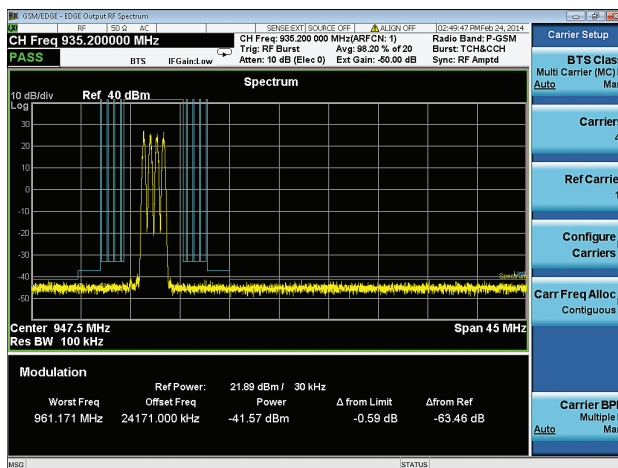 GSM/EDGE - EDGE Output RF Spectrum
RF 50 Ω AC SENSE:EXT SOURCE OFF ALIGN OFF 02:49:47 PM Feb 24, 2014
CH Freq 935.200000 MHz
CH Freq: 935.200 000 MHz(ARFCN: 1) Radio Band: P-GSM
Trig: RF Burst Avg: 98.20 % of 20 Burst: TCH&CCH
PASS BTS IFGain:Low Atten: 10 dB (Elec 0) Ext Gain: -50.00 dB Sync: RF Amptd
Spectrum
10 dB/div Ref 40 dBm
Log
30
20
10
0
-10
-20
-30
-40
-50
Spectrum
Center 947.5 MHz Span 45 MHz
Res BW 100 kHz
Modulation
Ref Power: 21.89 dBm / 30 kHz
Worst Freq Offset Freq Power Δ from Limit Δfrom Ref
961.171 MHz 24171.000 kHz -41.57 dBm -0.59 dB -63.46 dB
MSG STATUS
Carrier Setup
BTS Class
Multi Carrier (MC)
Auto Ma
Carriers
Ref Carrie
Configure
Carriers
Carr Freq Alloc
Contiguous
Carrier BP
Multiple
Auto Ma